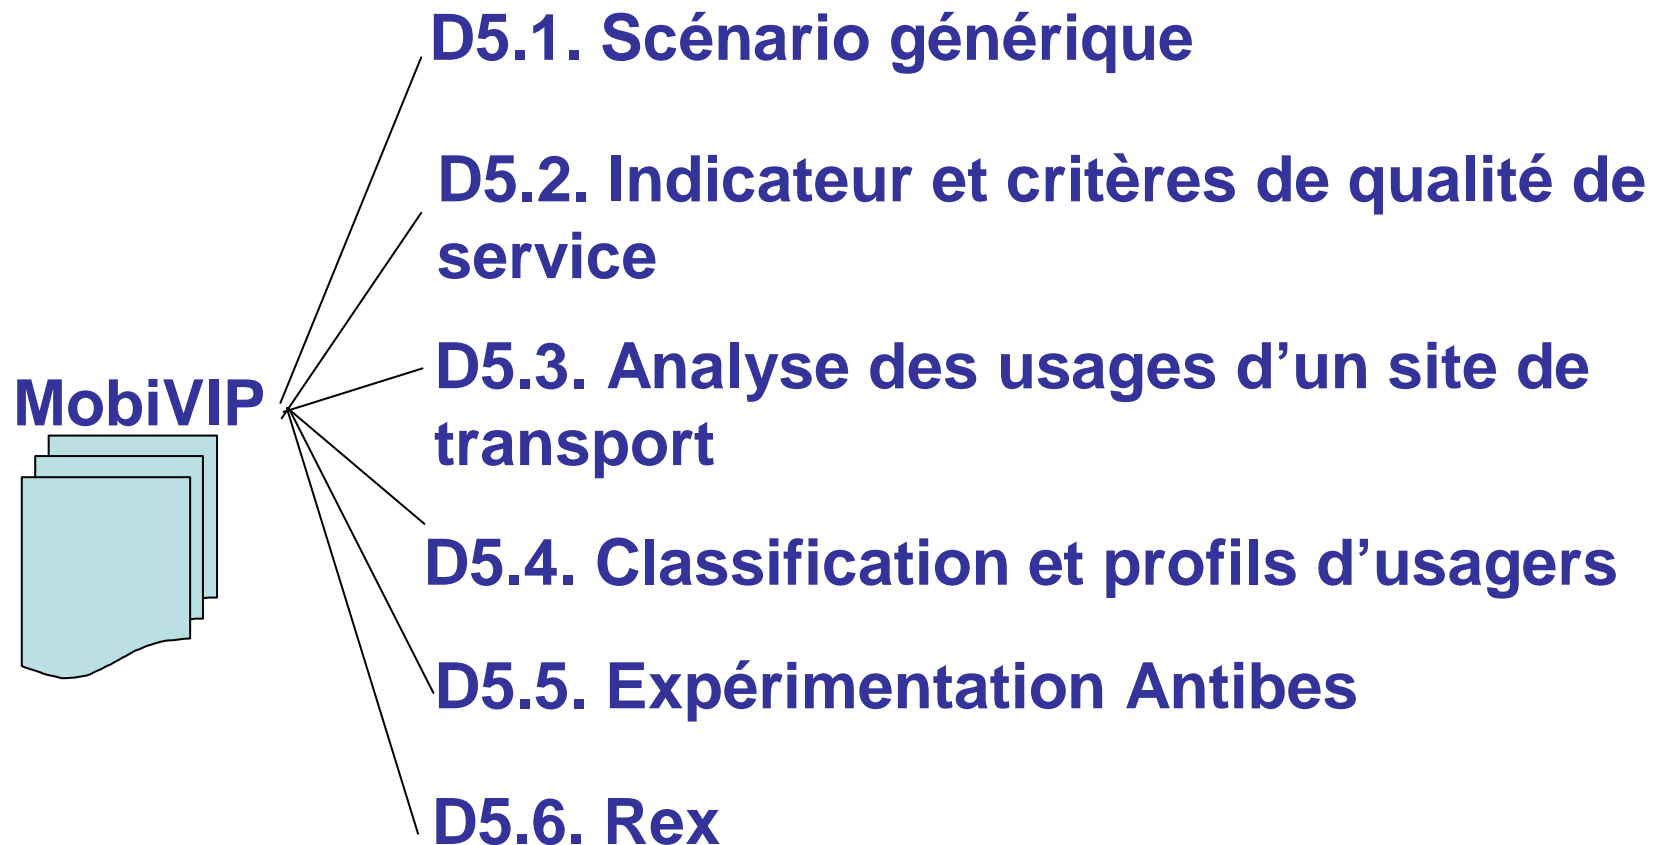 D5.1. Scénario générique
D5.2. Indicateur et critères de qualité de
service
D5.3. Analyse des usages d’un site de
transport
MobiVIP
D5.4. Classification et profils d’usagers
D5.5. Expérimentation Antibes
D5.6. Rex